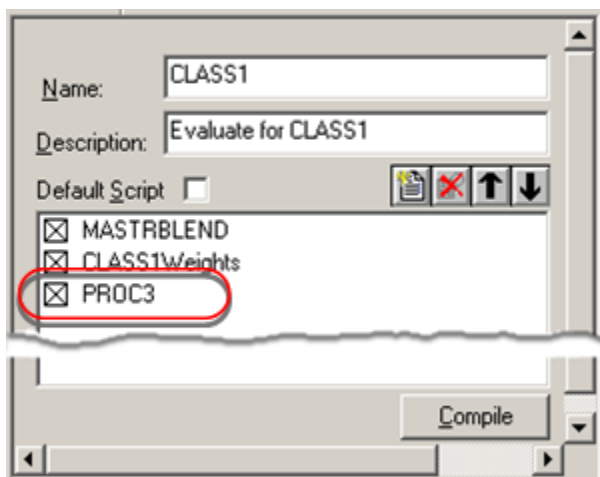 Name: CLASS1
Description: Evaluate for CLASS1
Default Script
MASTRBLEND
CLASS1Weights
PROC3
Compile